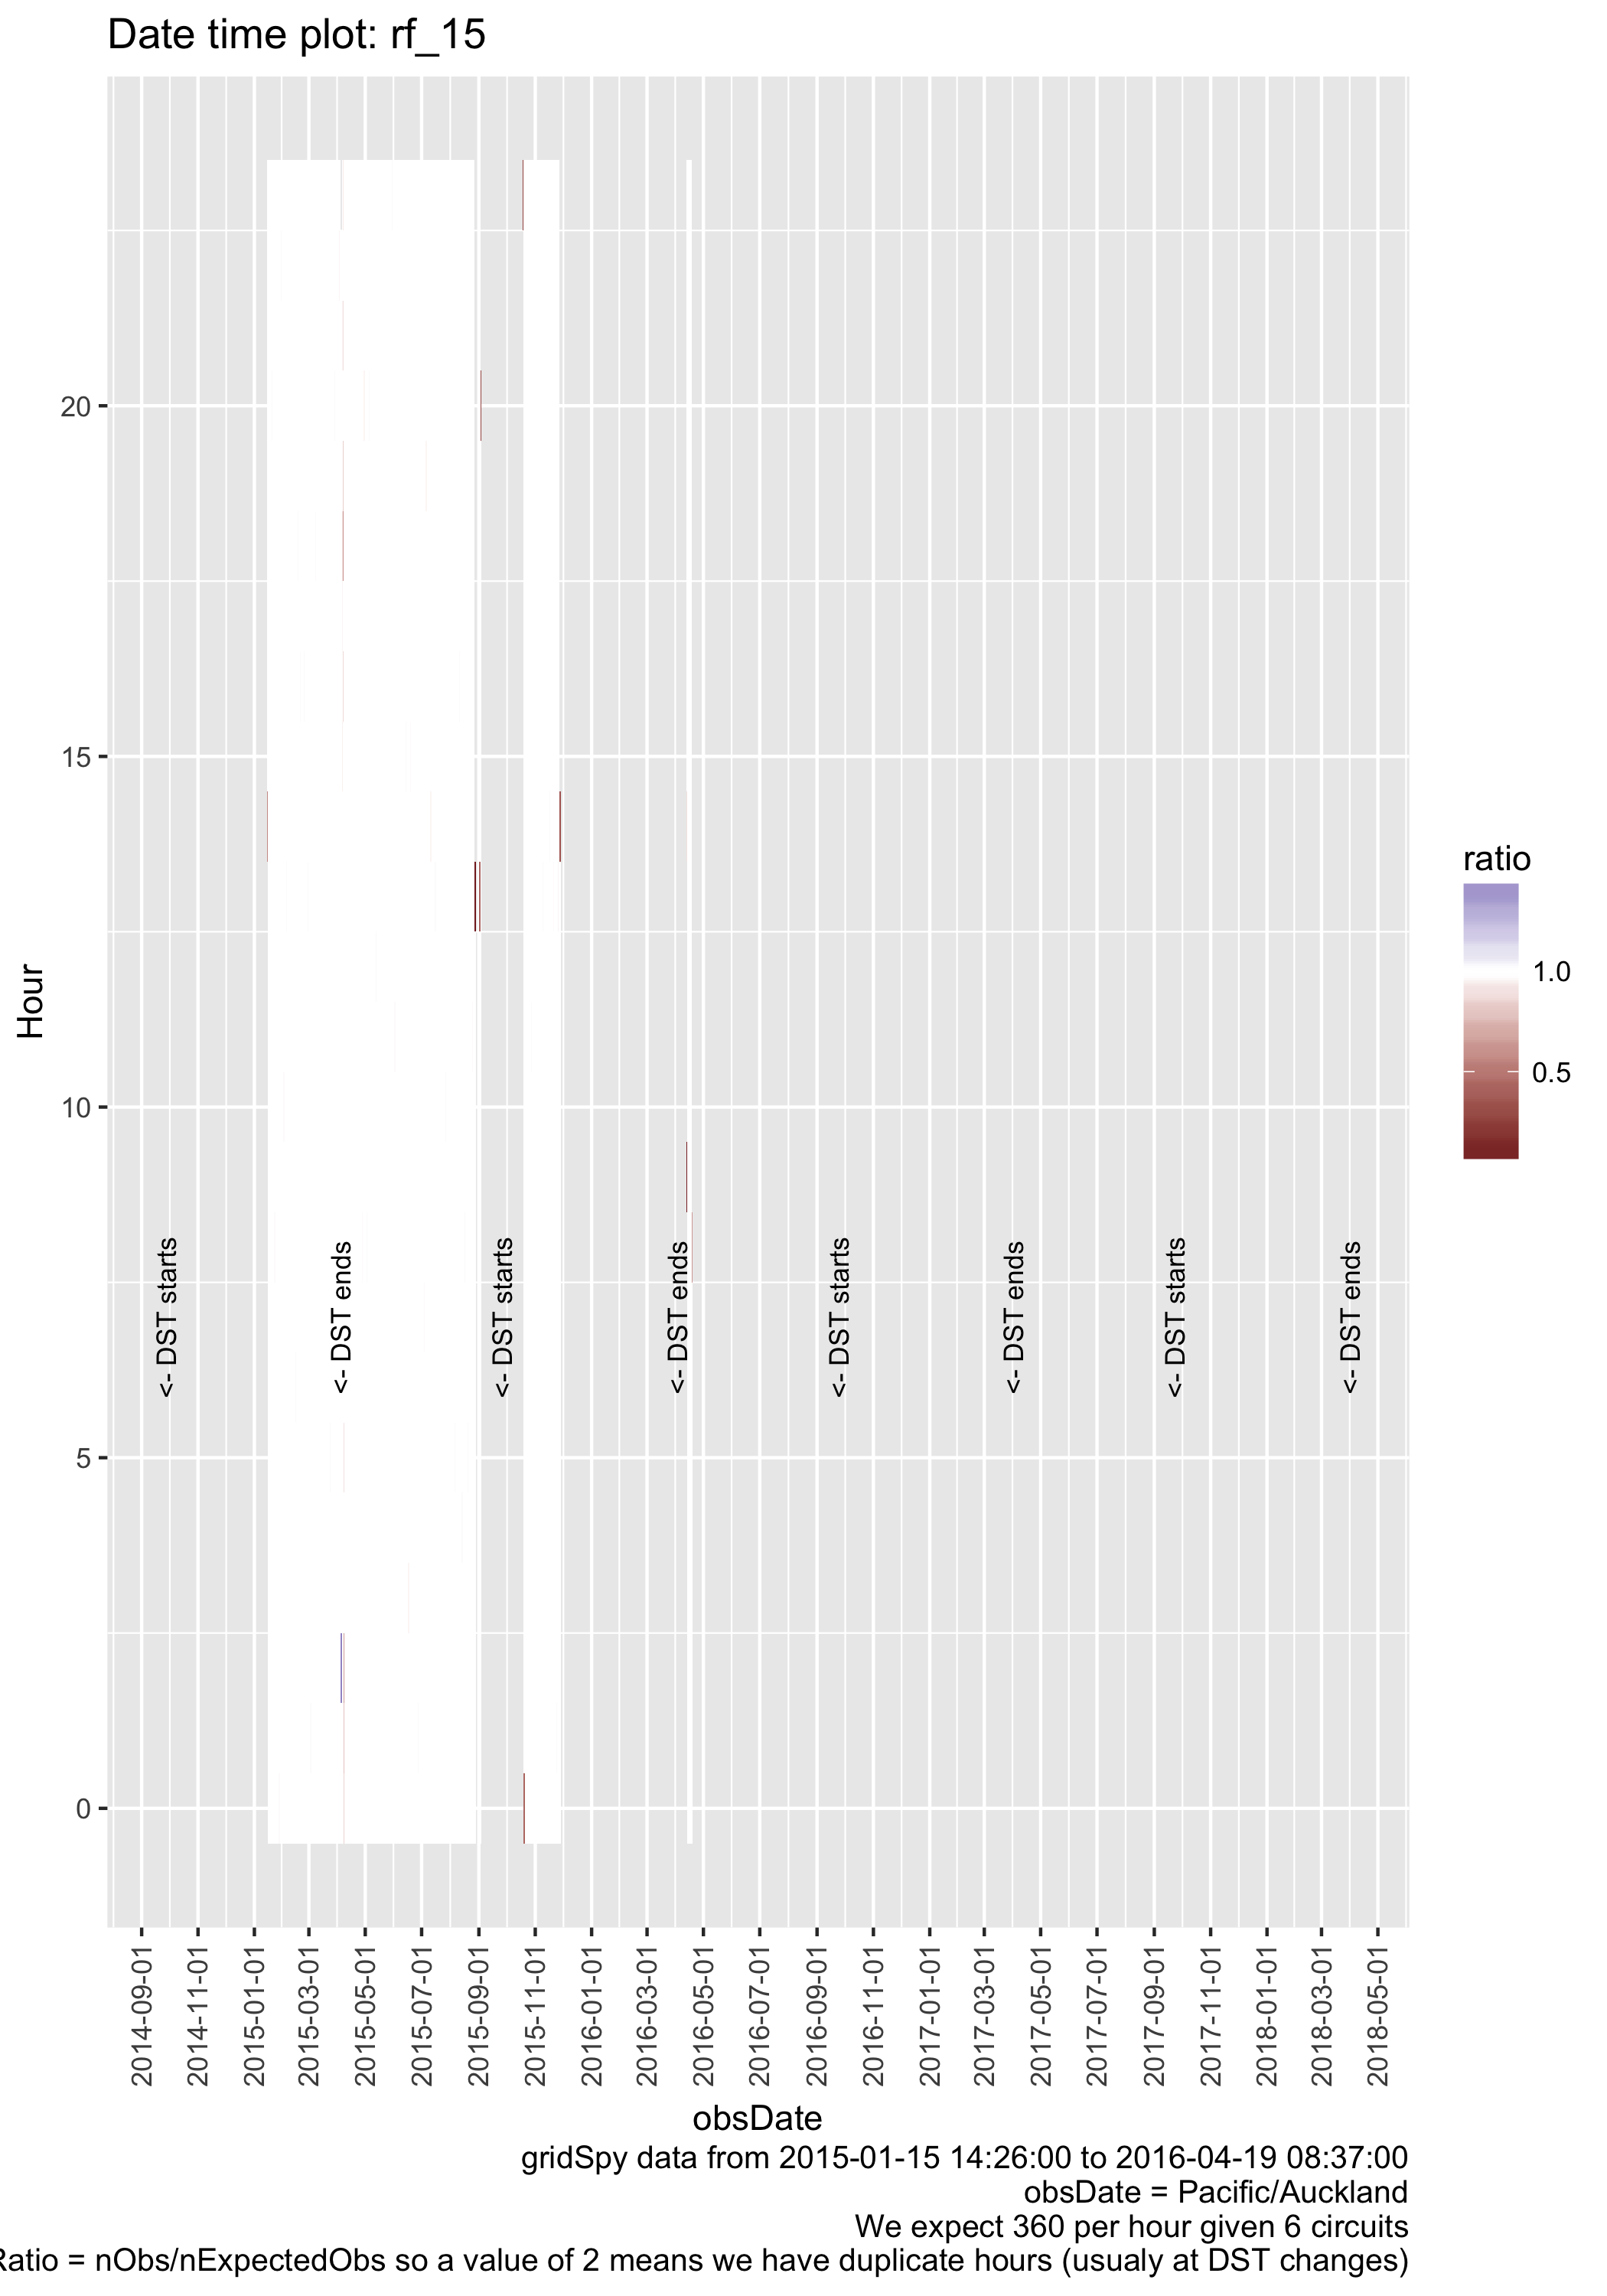 Date time plot: rf_15
Hour
20
15
10
5
0
<- DST starts
<- DST ends
<- DST starts
<- DST ends
<- DST starts
<- DST ends
<- DST starts
<- DST ends
ratio
1.0
0.5
2014-09-01
2014-11-01
2015-01-01
2015-03-01
2015-05-01
2015-07-01
2015-09-01
2015-11-01
2016-01-01
2016-03-01
2016-05-01
2016-07-01
2016-09-01
2016-11-01
2017-01-01
2017-03-01
2017-05-01
2017-07-01
2017-09-01
2017-11-01
2018-01-01
2018-03-01
2018-05-01
obsDate
gridSpy data from 2015-01-15 14:26:00 to 2016-04-19 08:37:00
obsDate = Pacific/Auckland
We expect 360 per hour given 6 circuits
Ratio = nObs/nExpectedObs so a value of 2 means we have duplicate hours (usualy at DST changes)